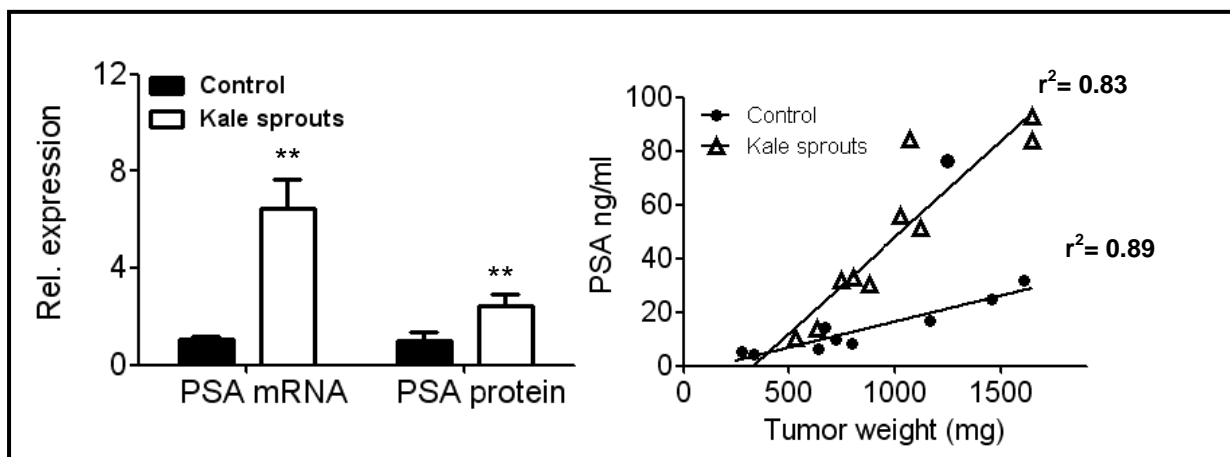 12
8
4
0
Rel. expression
Control
Kale sprouts
**
**
PSA mRNA
PSA protein
100
80
60
40
20
0
PSA ng/ml
Control
Kale sprouts
r²= 0.83
r²= 0.89
0
500
1000
1500
Tumor weight (mg)